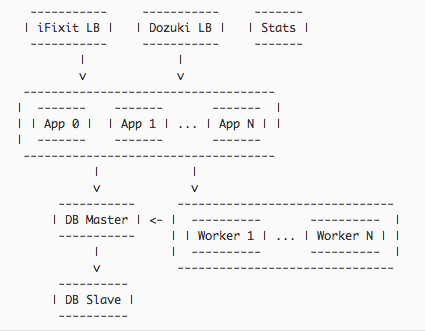 | iFixit LB | | Dozuki LB | | Stats |
| | App 0 | | App 1 | ... | App N | |
| DB Master | <- | | Worker 1 | ... | Worker N | |
| DB Slave |